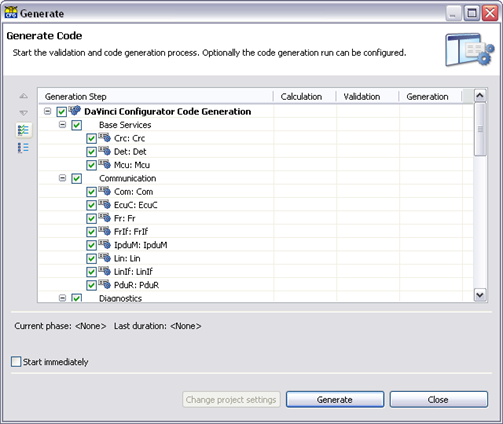 Generate
Generate Code
Start the validation and code generation process. Optionally the code generation run can be configured.
Generation Step Calculation Validation Generation
DaVinci Configurator Code Generation
Base Services
Crc: Crc
Det: Det
Mcu: Mcu
Communication
Com: Com
EcuC: EcuC
Fr: Fr
FrIf: FrIf
IpduM: IpduM
Lin: Lin
LinIf: LinIf
PduR: PduR
Diagnostics
Current phase: <None> Last duration: <None>
Start immediately
Change project settings Generate Close